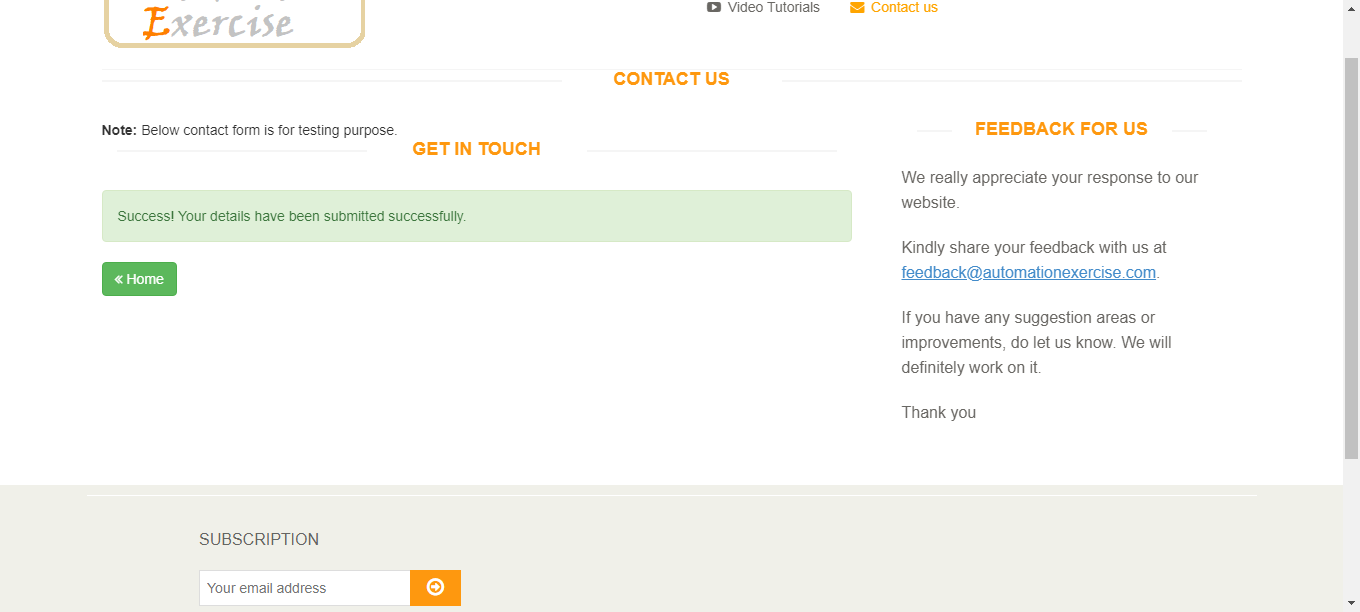 Exercise
Video Tutorials
Contact us
CONTACT US
Note: Below contact form is for testing purpose.
GET IN TOUCH
Success! Your details have been submitted successfully.
« Home
FEEDBACK FOR US
We really appreciate your response to our
website.
Kindly share your feedback with us at
feedback@automationexercise.com.
If you have any suggestion areas or
improvements, do let us know. We will
definitely work on it.
Thank you
SUBSCRIPTION
Your email address